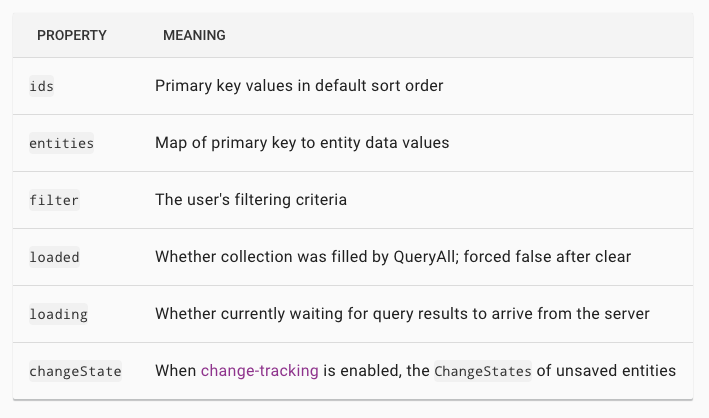 PROPERTY MEANING
ids Primary key values in default sort order
entities Map of primary key to entity data values
filter The user's filtering criteria
loaded Whether collection was filled by QueryAll; forced false after clear
loading Whether currently waiting for query results to arrive from the server
changeState When change-tracking is enabled, the ChangeStates of unsaved entities